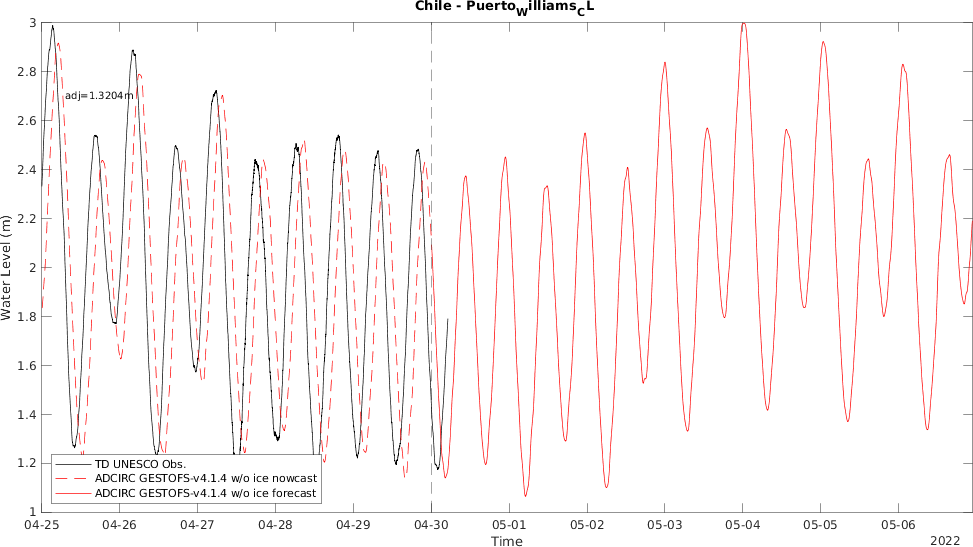 Chile - PuertoWilliamsCL
3
2.8
adj=1.3204m
2.6
2.4
2.2
2
1.8
1.6
1.4
1.2
1
Water Level (m)
TD UNESCO Obs.
ADCIRC GESTOFS-v4.1.4 w/o ice nowcast
ADCIRC GESTOFS-v4.1.4 w/o ice forecast
04-25 04-26 04-27 04-28 04-29 04-30 05-01 05-02 05-03 05-04 05-05 05-06
Time
2022